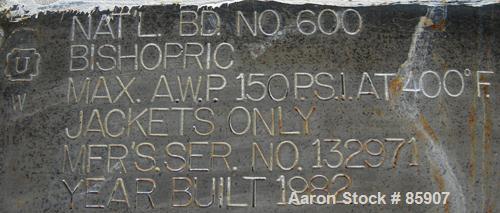 NAT'L. BD. NO. 600
U
BISHOPRIC
W
MAX. A.W.P. 150 P.S.I. AT 400° F.
JACKETS ONLY
MFR'S. SER. NO. 132971
YEAR BUILT 1982
Aaron Stock # 85907